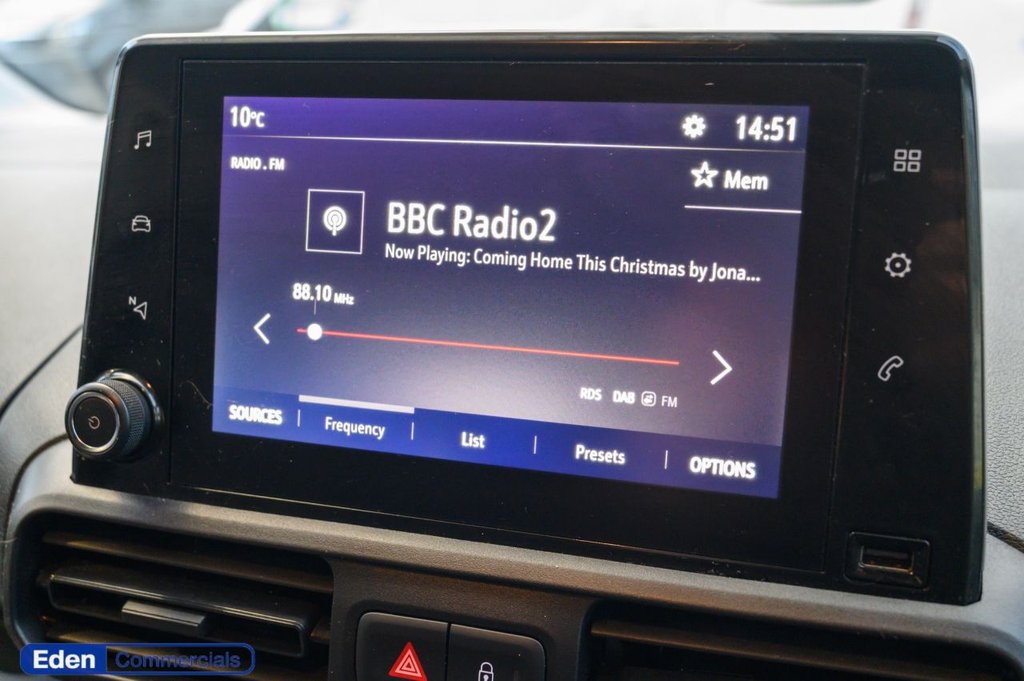 10°C 14:51
RADIO . FM
Mem
BBC Radio2
Now Playing: Coming Home This Christmas by Jona...
88.10 MHz
RDS DAB FM
SOURCES Frequency List Presets OPTIONS
N
Eden Commercials